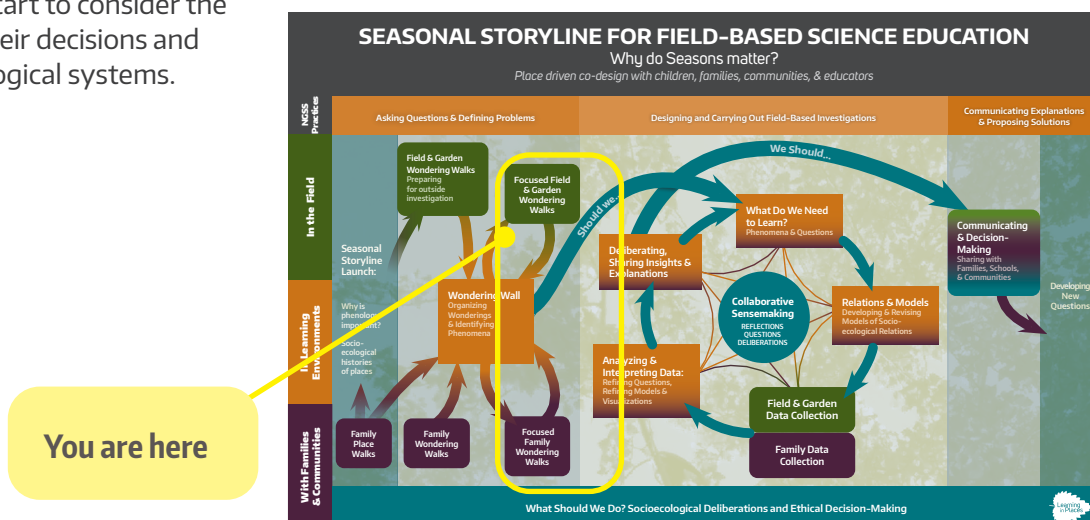 tart to consider the
eir decisions and
ogical systems.
SEASONAL STORYLINE FOR FIELD-BASED SCIENCE EDUCATION
Why do Seasons matter?
Place driven co-design with children, families, communities, & educators
NGSS
Practices
Asking Questions & Defining Problems
Designing and Carrying Out Field-Based Investigations
Communicating Explanations
& Proposing Solutions
In the Field
Field & Garden
Wondering Walks
Preparing
for outside
investigation
Focused Field
& Garden
Wondering
Walks
Should we...
We Should...
What Do We Need
to Learn?
Phenomena & Questions
Deliberating,
Sharing Insights &
Explanations
Communicating
& Decision-
Making
Sharing with
Families, Schools,
& Communities
Seasonal
Storyline
Launch:
Why is
phenology
important?
Socio-
ecological
histories
of places
In Learning
Environments
Wondering Wall
Organizing
Wonderings
& Identifying
Phenomena
Collaborative
Sensemaking
REFLECTIONS
QUESTIONS
DELIBERATIONS
Relations & Models
Developing & Revising
Models of Socio-
ecological Relations
Developing
New
Questions
Analyzing &
Interpreting Data:
Refining Questions,
Refining Models &
Visualizations
Field & Garden
Data Collection
Family Data
Collection
You are here
With Families
& Communities
Family
Place
Walks
Family
Wondering
Walks
Focused
Family
Wondering
Walks
What Should We Do? Socioecological Deliberations and Ethical Decision-Making
Learning
in Places